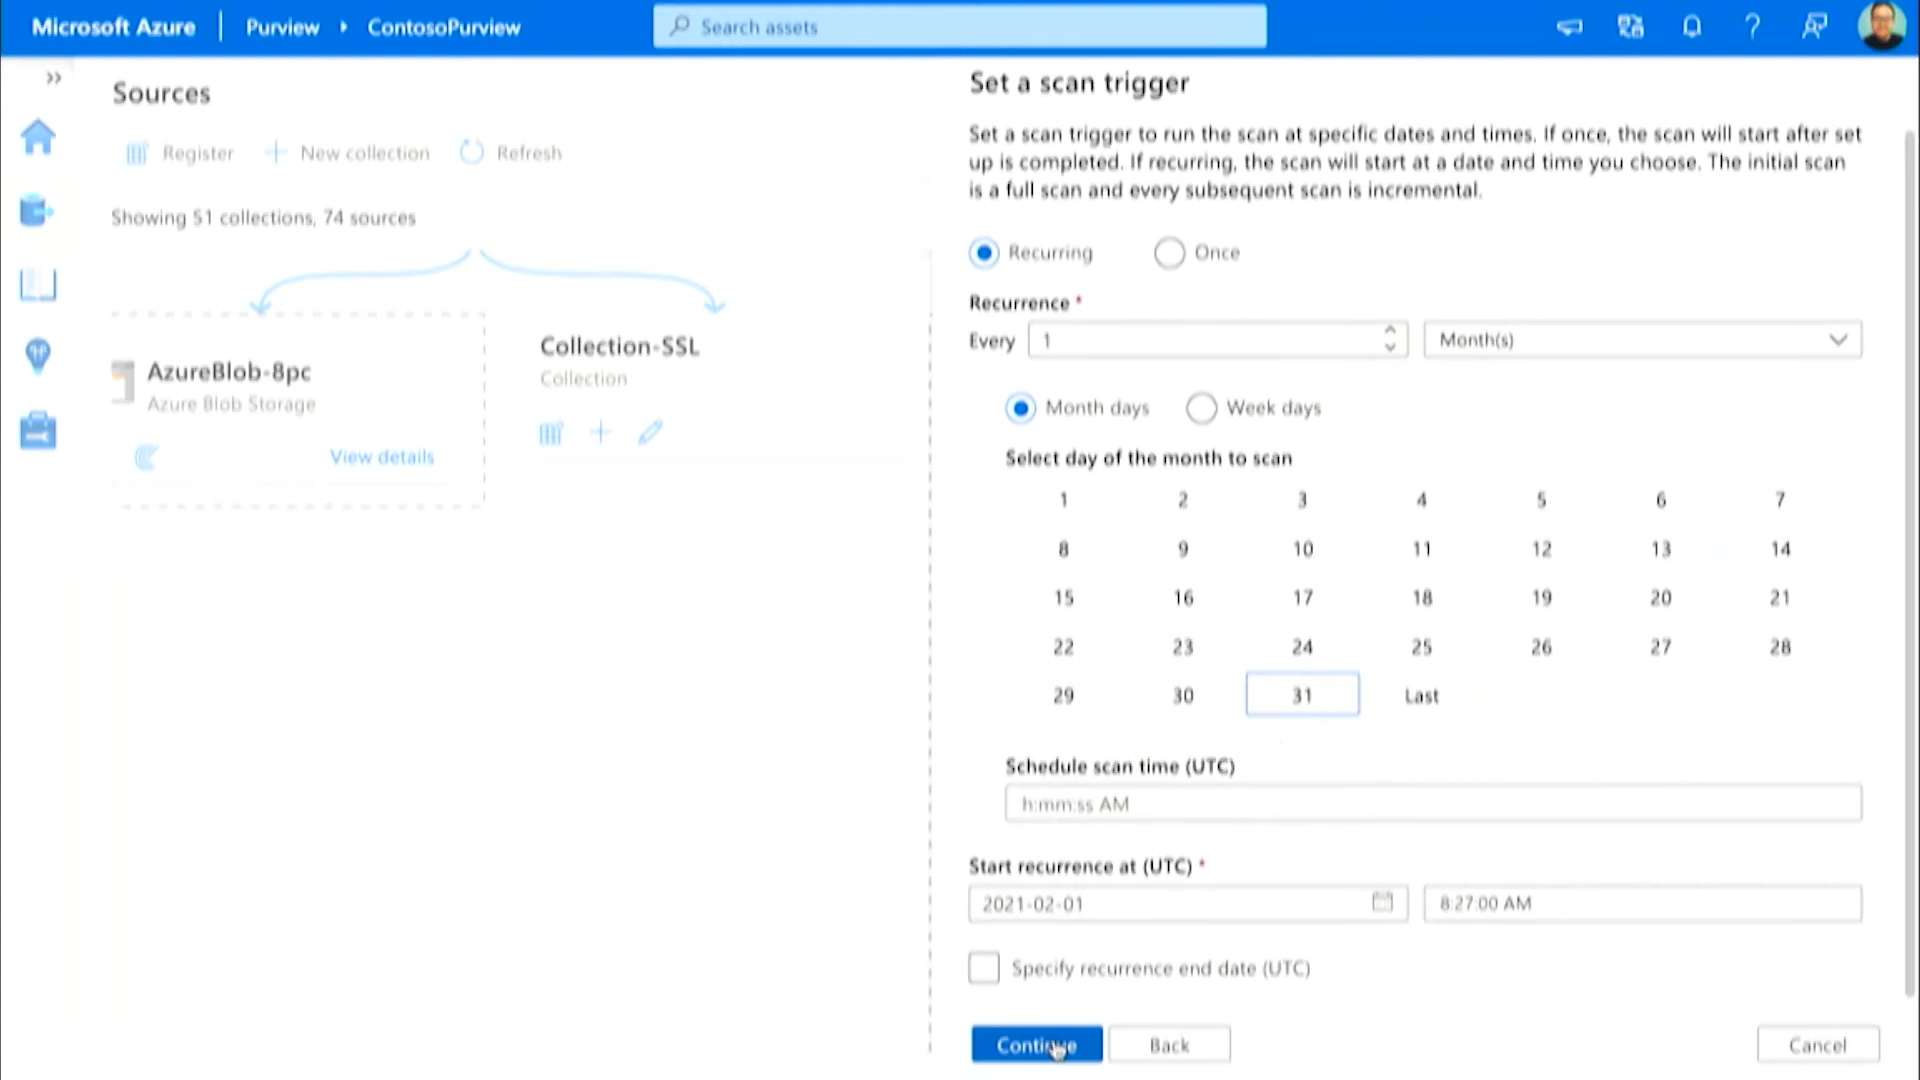 Microsoft Azure | Purview ▸ ContosoPurview
Search assets
Sources
Register
New collection
Refresh
Showing 51 collections, 74 sources
AzureBlob-8pc
Azure Blob Storage
View details
Collection-SSL
Collection
Set a scan trigger
Set a scan trigger to run the scan at specific dates and times. If once, the scan will start after set
up is completed. If recurring, the scan will start at a date and time you choose. The initial scan
is a full scan and every subsequent scan is incremental.
Recurring
Once
Recurrence *
Every 1 Month(s)
Month days
Week days
Select day of the month to scan
1 2 3 4 5 6 7
8 9 10 11 12 13 14
15 16 17 18 19 20 21
22 23 24 25 26 27 28
29 30 31 Last
Schedule scan time (UTC)
h:mm:ss AM
Start recurrence at (UTC) *
2021-02-01 8:27:00 AM
Specify recurrence end date (UTC)
Continue
Back
Cancel